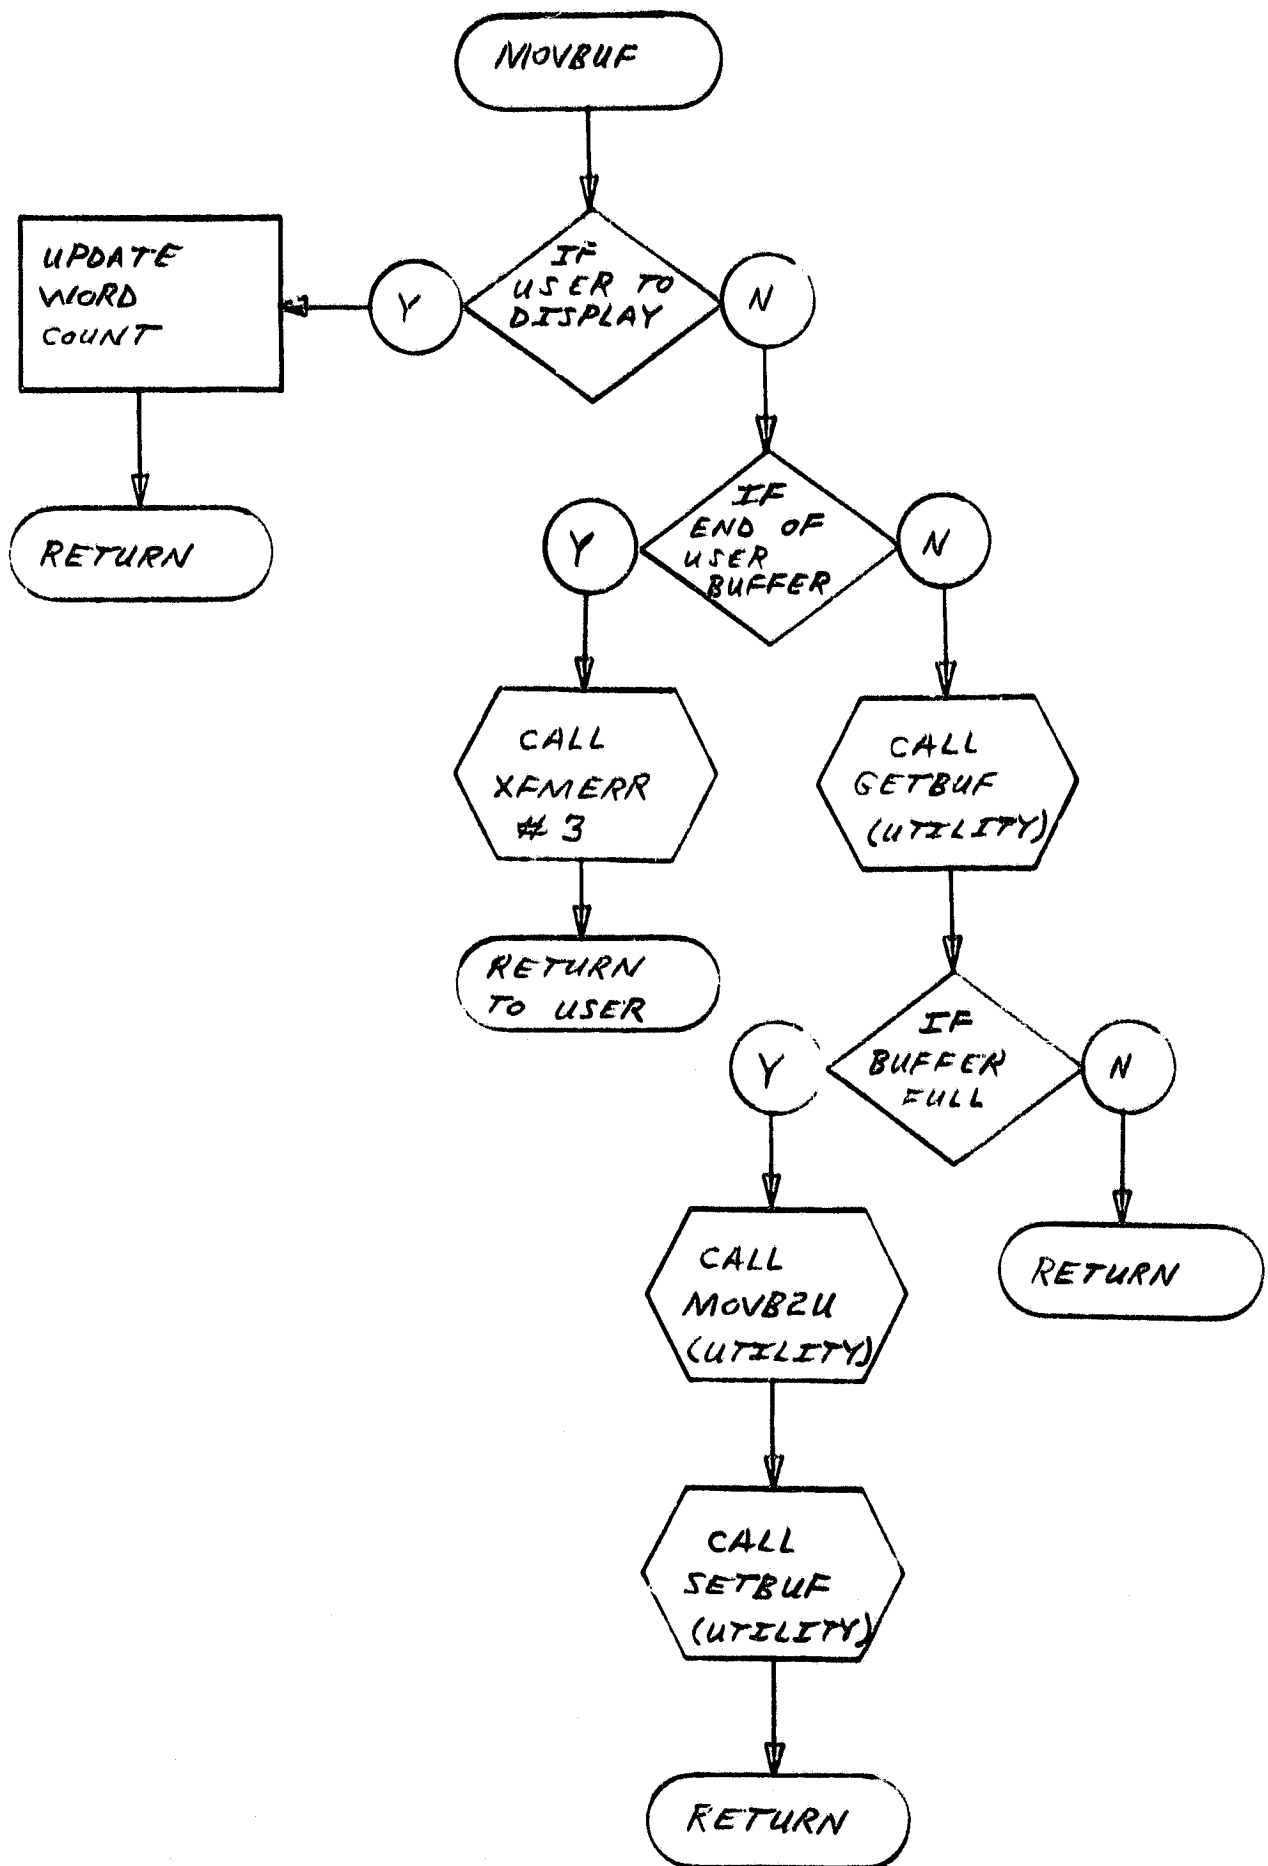 MOVBUF
IF
USER TO
DISPLAY
Y
N
UPDATE
WORD
COUNT
RETURN
IF
END OF
USER
BUFFER
Y
N
CALL
XFMERR
# 3
RETURN
TO USER
CALL
GETBUF
(UTILITY)
IF
BUFFER
FULL
Y
N
CALL
MOVB2U
(UTILITY)
RETURN
CALL
SETBUF
(UTILITY)
RETURN